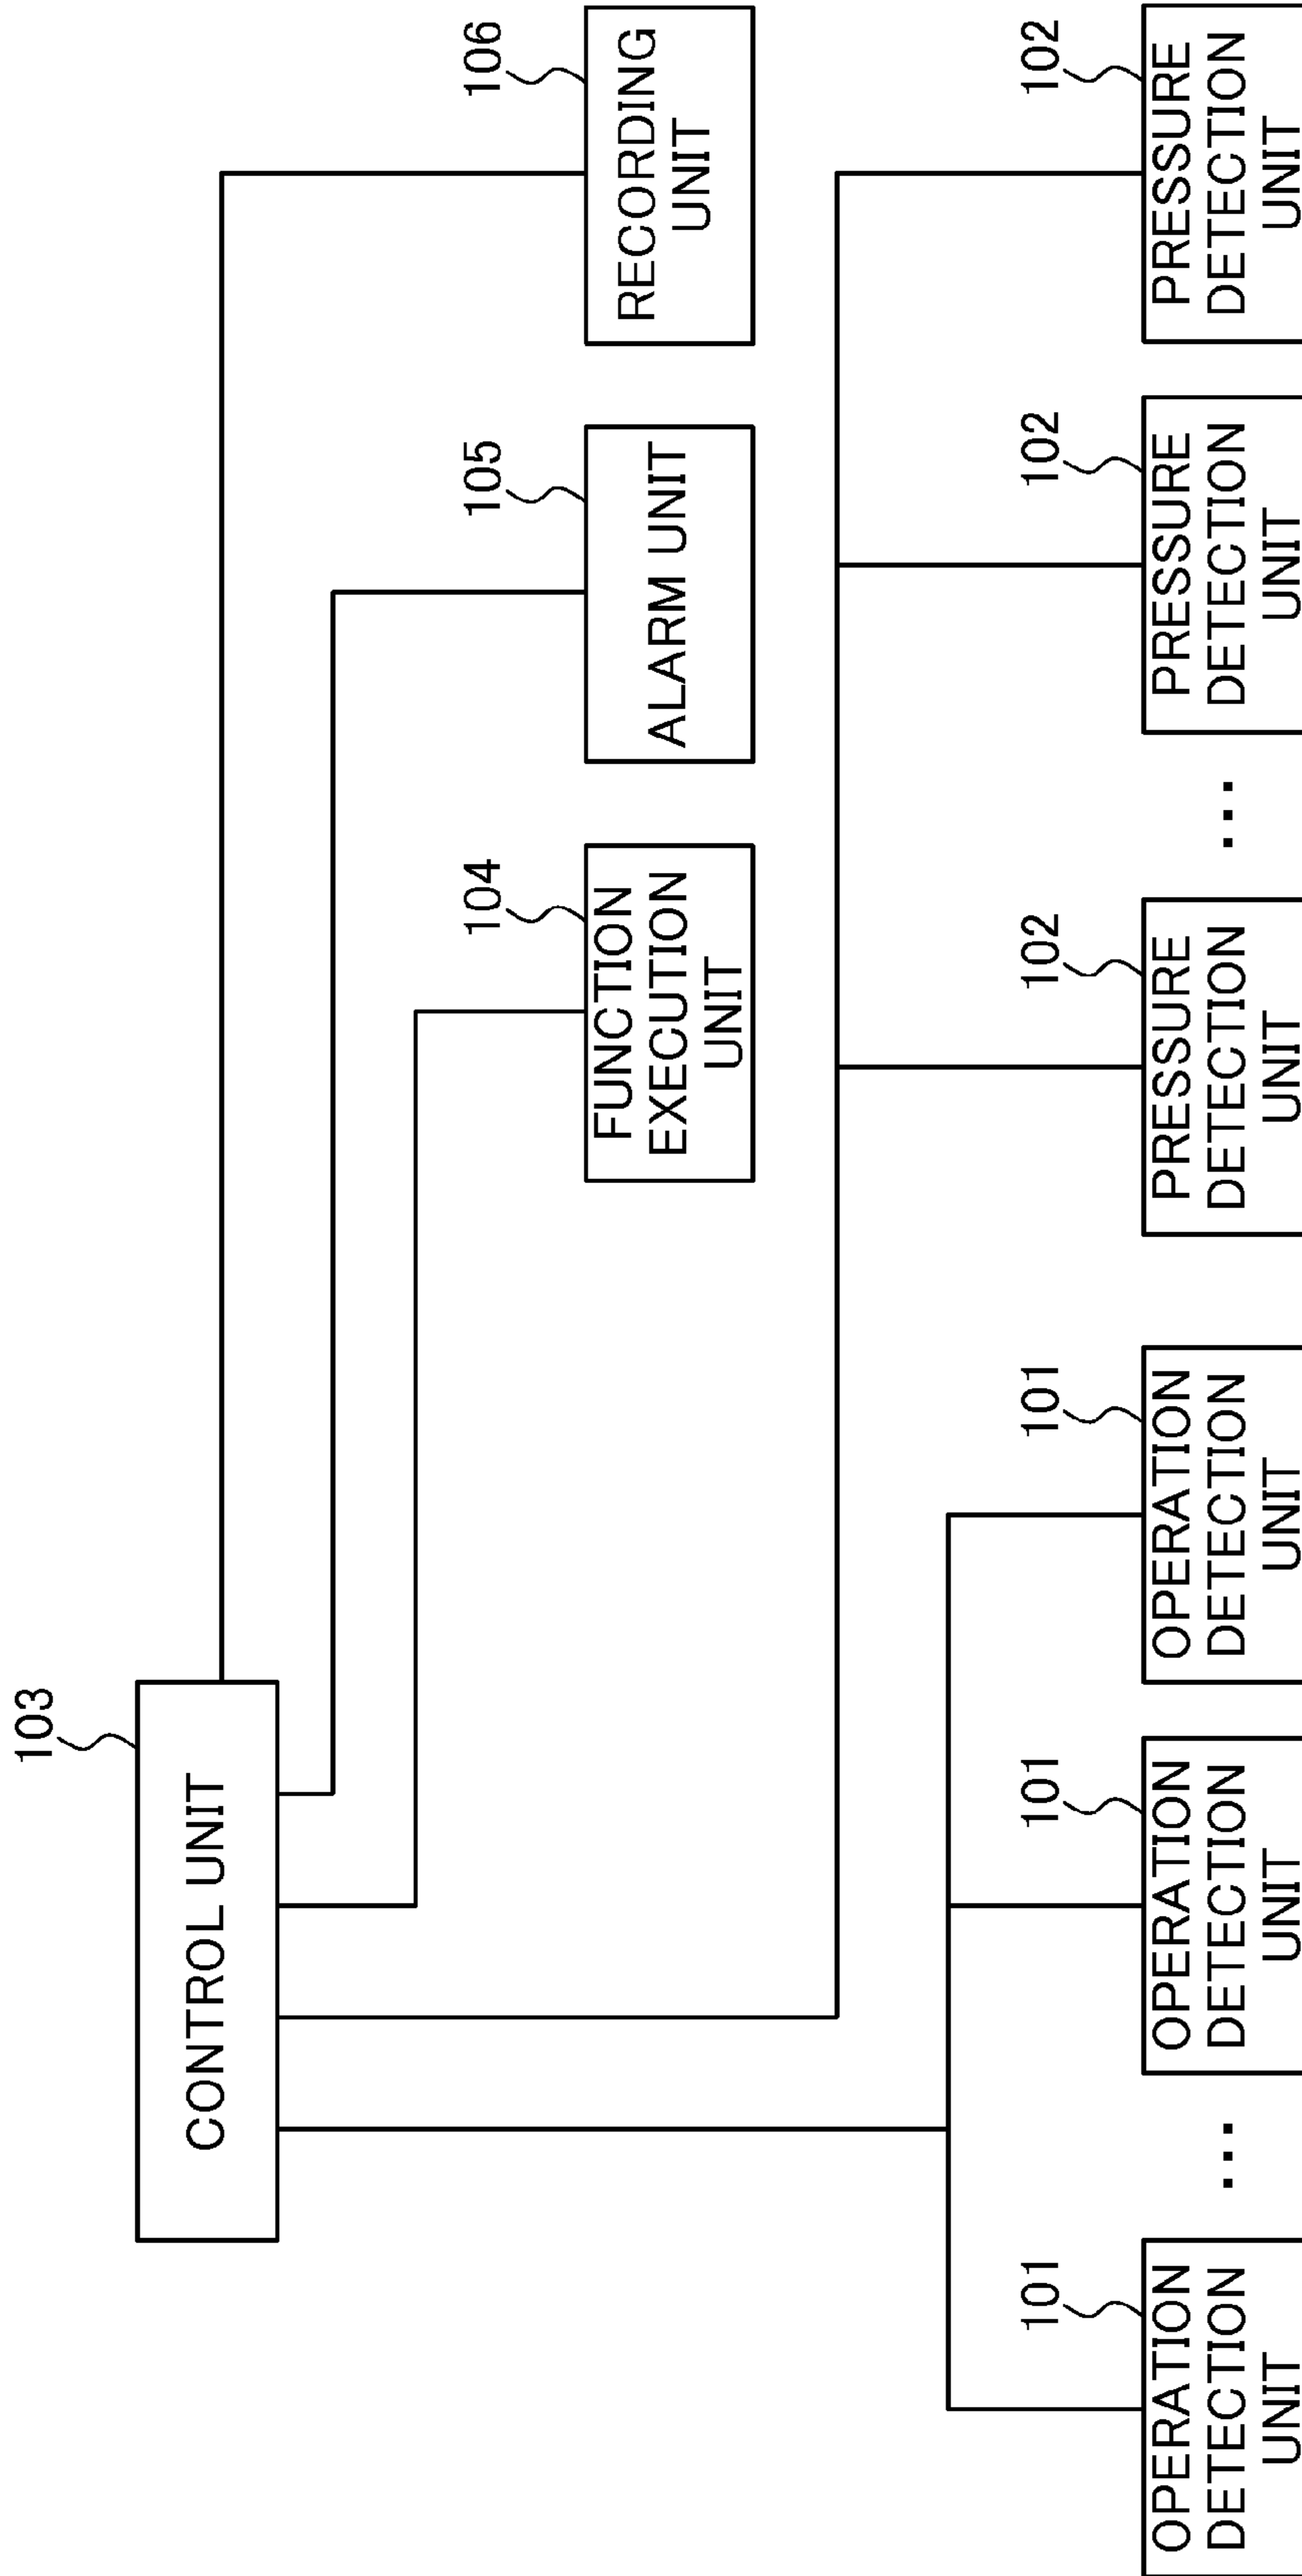 103
CONTROL UNIT
104
FUNCTION
EXECUTION
UNIT
105
ALARM UNIT
106
RECORDING
UNIT
101
OPERATION
DETECTION
UNIT
...
101
OPERATION
DETECTION
UNIT
101
OPERATION
DETECTION
UNIT
102
PRESSURE
DETECTION
UNIT
...
102
PRESSURE
DETECTION
UNIT
102
PRESSURE
DETECTION
UNIT